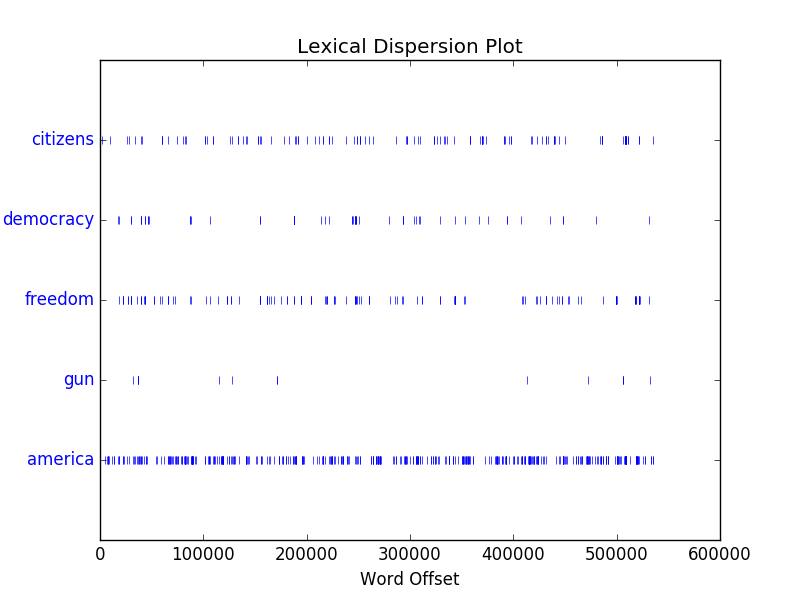 Lexical Dispersion Plot
citizens
democracy
freedom
gun
america
0 100000 200000 300000 400000 500000 600000
Word Offset